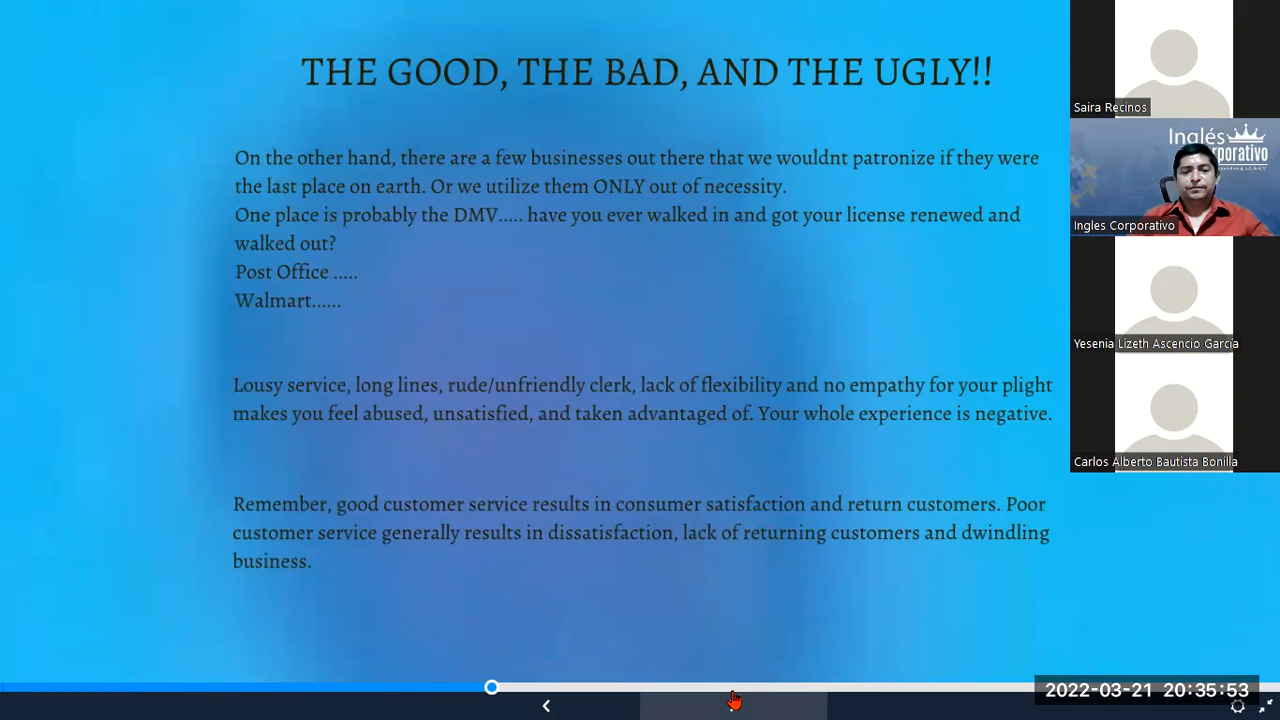 THE GOOD, THE BAD, AND THE UGLY!!
On the other hand, there are a few businesses out there that we wouldnt patronize if they were
the last place on earth. Or we utilize them ONLY out of necessity.
One place is probably the DMV..... have you ever walked in and got your license renewed and
walked out?
Post Office .....
Walmart......
Lousy service, long lines, rude/unfriendly clerk, lack of flexibility and no empathy for your plight
makes you feel abused, unsatisfied, and taken advantaged of. Your whole experience is negative.
Remember, good customer service results in consumer satisfaction and return customers. Poor
customer service generally results in dissatisfaction, lack of returning customers and dwindling
business.
Saira Recinos
Inglés
Ingles Corporativo
Yesenia Lizeth Ascencio Garcia
Carlos Alberto Bautista Bonilla
2022-03-21 20:35:53